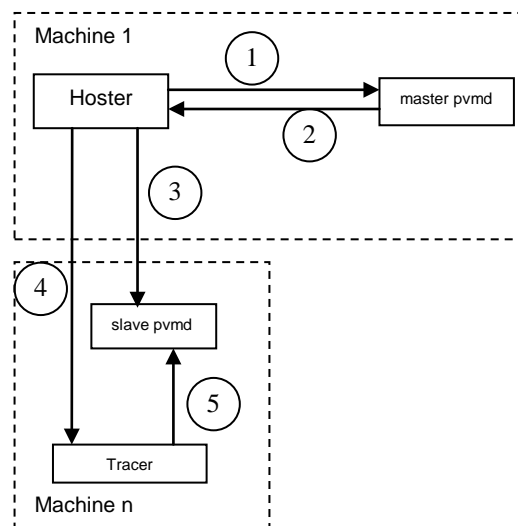 Machine 1
1
Hoster
master pvmd
2
3
4
slave pvmd
5
Tracer
Machine n